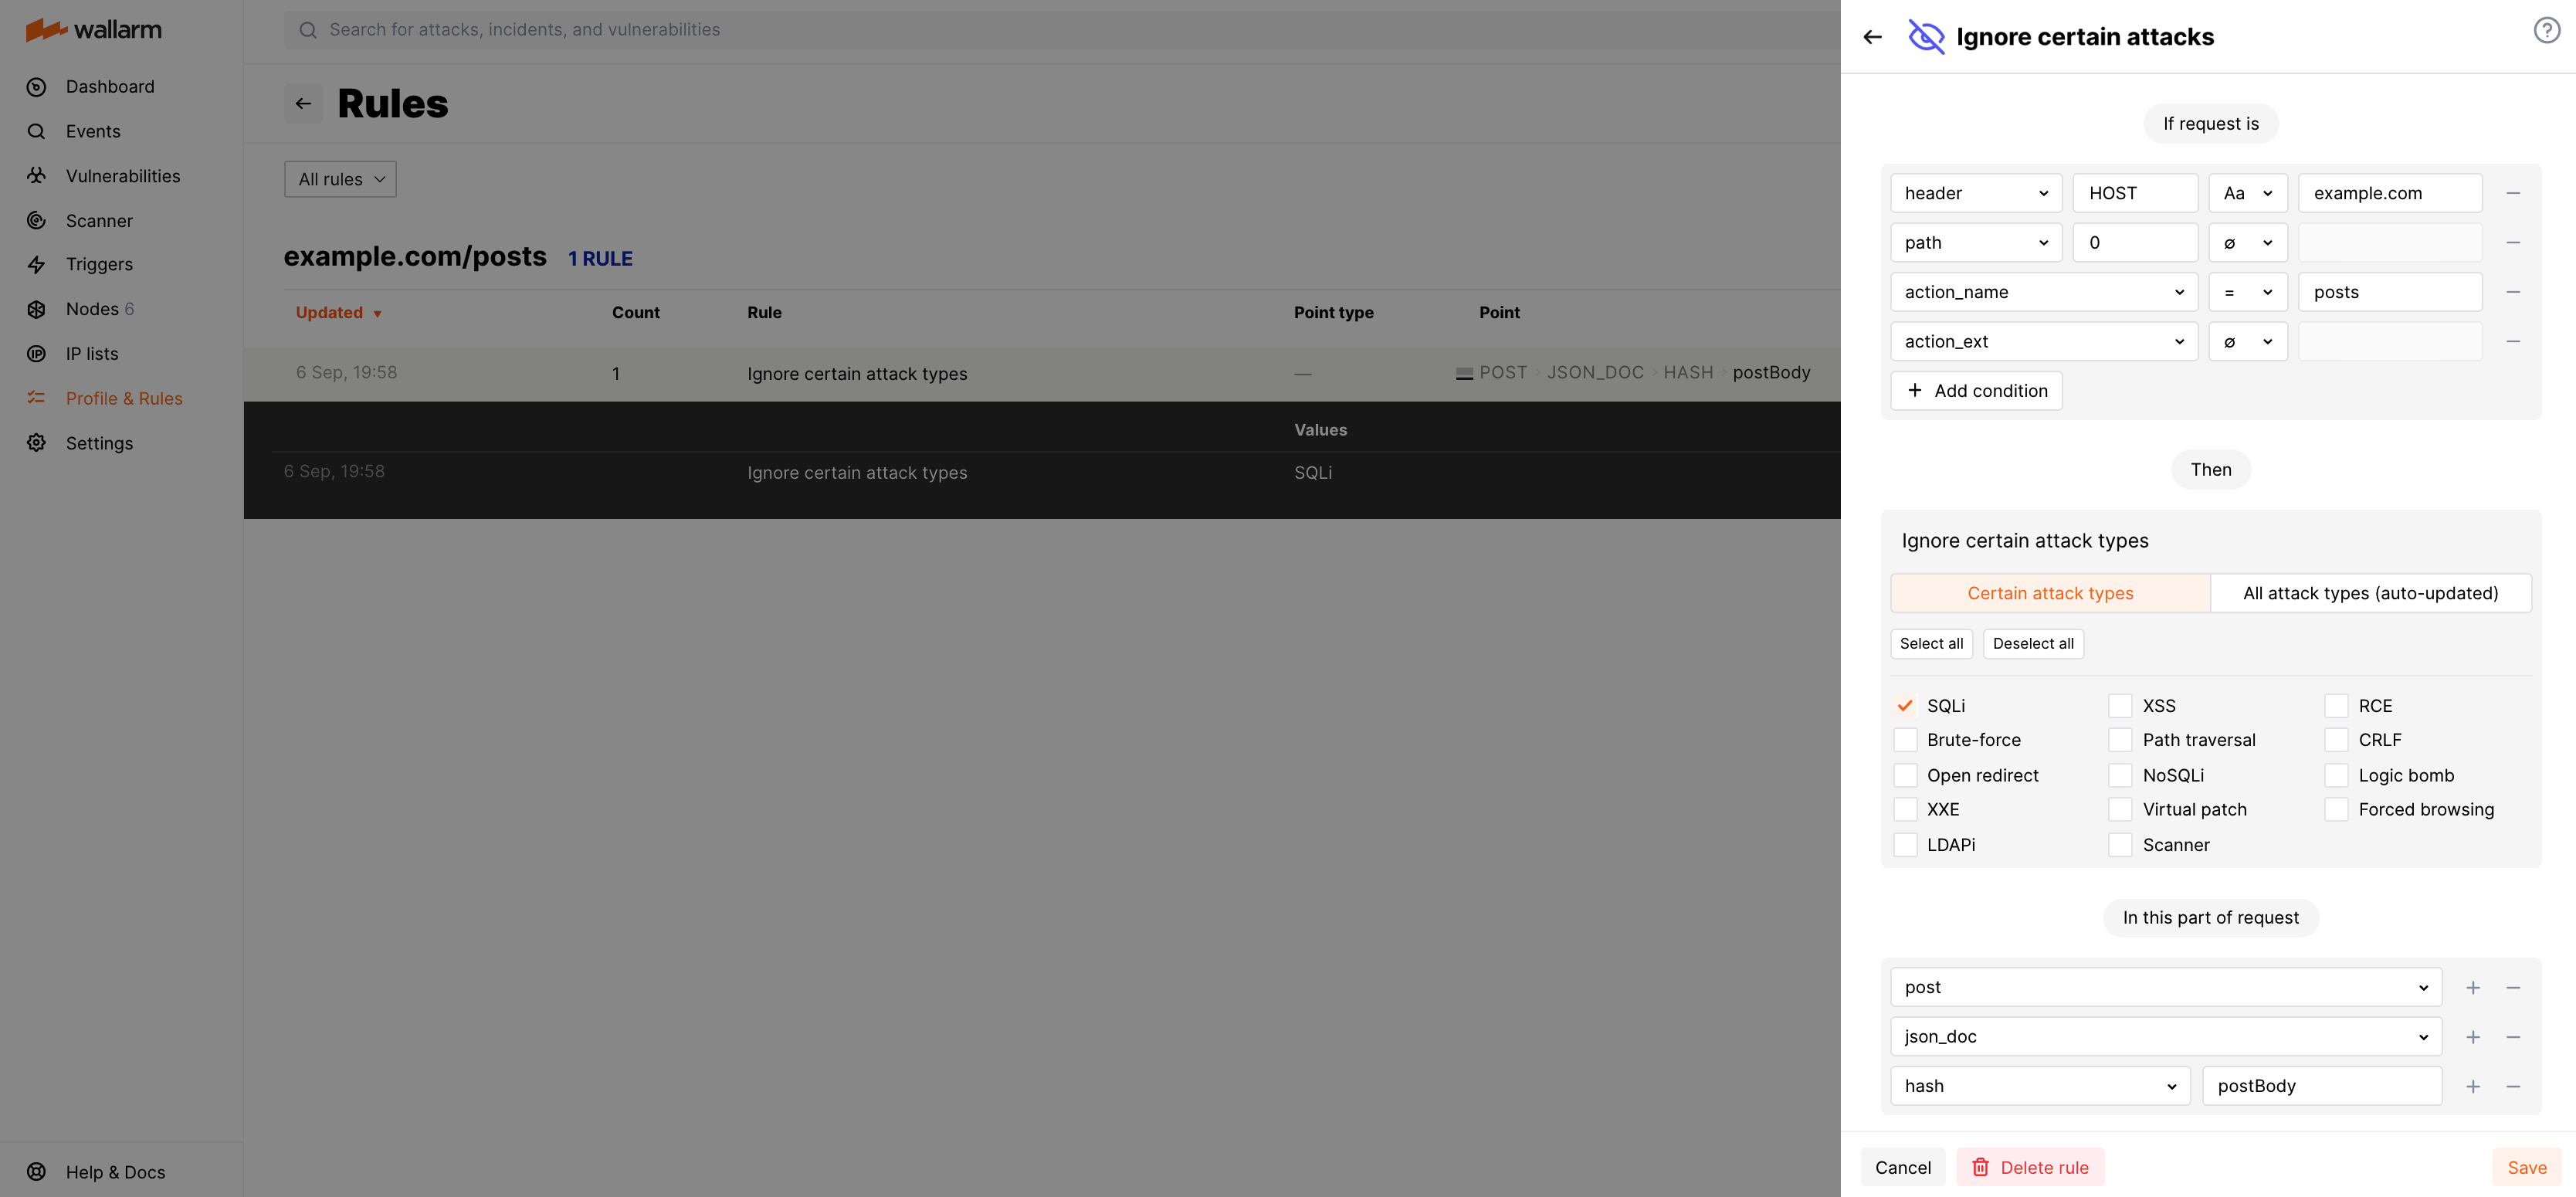 wallarm
Dashboard
Events
Vulnerabilities
Scanner
Triggers
Nodes 6
IP lists
Profile & Rules
Settings
Help & Docs
Search for attacks, incidents, and vulnerabilities
Rules
All rules
example.com/posts 1 RULE
Updated Count Rule Point type Point
6 Sep, 19:58 1 Ignore certain attack types — POST › JSON_DOC › HASH › postBody
Values
6 Sep, 19:58 Ignore certain attack types SQLi
Ignore certain attacks ?
If request is
header HOST Aa example.com
path 0 ∅
action_name = posts
action_ext ∅
+ Add condition
Then
Ignore certain attack types
Certain attack types All attack types (auto-updated)
Select all Deselect all
SQLi XSS RCE
Brute-force Path traversal CRLF
Open redirect NoSQLi Logic bomb
XXE Virtual patch Forced browsing
LDAPi Scanner
In this part of request
post
json_doc
hash postBody
Cancel Delete rule Save